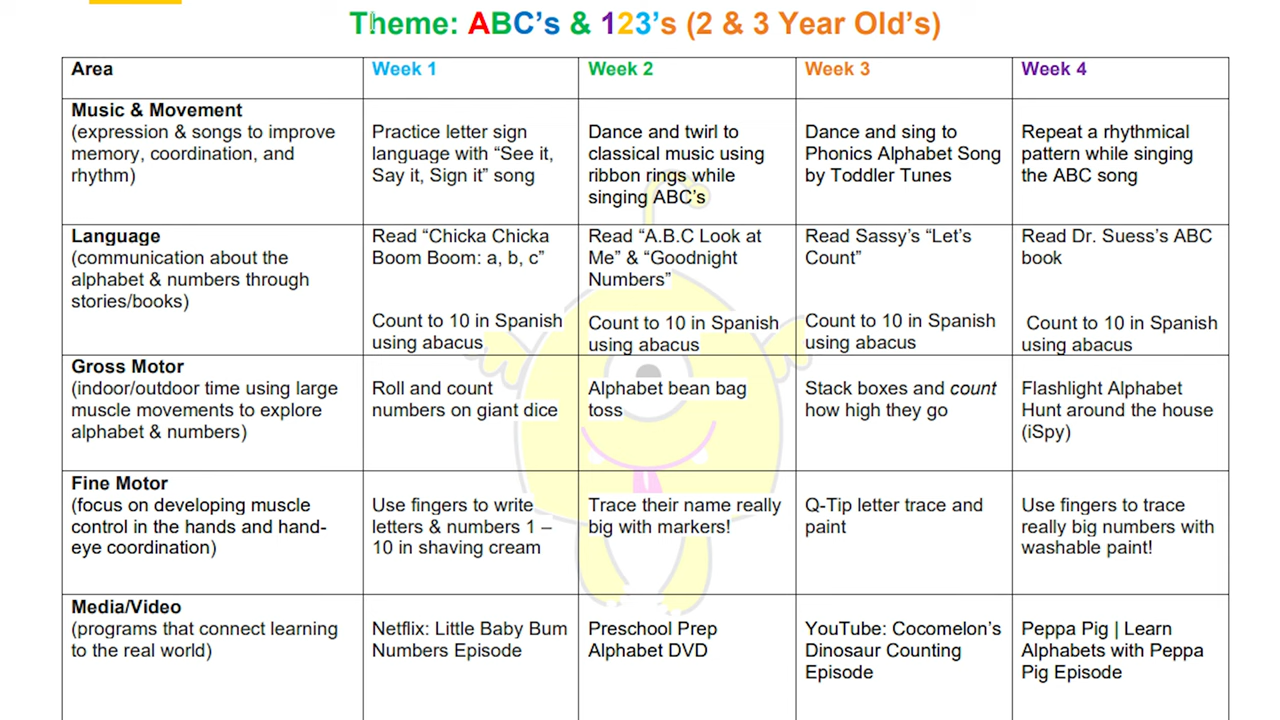 Theme: ABC's & 123's (2 & 3 Year Old's)
Area
Week 1
Week 2
Week 3
Week 4
Music & Movement
(expression & songs to improve
memory, coordination, and
rhythm)
Practice letter sign
language with “See it,
Say it, Sign it” song
Dance and twirl to
classical music using
ribbon rings while
singing ABC’s
Dance and sing to
Phonics Alphabet Song
by Toddler Tunes
Repeat a rhythmical
pattern while singing
the ABC song
Language
(communication about the
alphabet & numbers through
stories/books)
Read “Chicka Chicka
Boom Boom: a, b, c”
Count to 10 in Spanish
using abacus
Read “A.B.C Look at
Me” & “Goodnight
Numbers”
Count to 10 in Spanish
using abacus
Read Sassy’s “Let’s
Count”
Count to 10 in Spanish
using abacus
Read Dr. Suess’s ABC
book
Count to 10 in Spanish
using abacus
Gross Motor
(indoor/outdoor time using large
muscle movements to explore
alphabet & numbers)
Roll and count
numbers on giant dice
Alphabet bean bag
toss
Stack boxes and count
how high they go
Flashlight Alphabet
Hunt around the house
(iSpy)
Fine Motor
(focus on developing muscle
control in the hands and hand-
eye coordination)
Use fingers to write
letters & numbers 1 –
10 in shaving cream
Trace their name really
big with markers!
Q-Tip letter trace and
paint
Use fingers to trace
really big numbers with
washable paint!
Media/Video
(programs that connect learning
to the real world)
Netflix: Little Baby Bum
Numbers Episode
Preschool Prep
Alphabet DVD
YouTube: Cocomelon’s
Dinosaur Counting
Episode
Peppa Pig | Learn
Alphabets with Peppa
Pig Episode